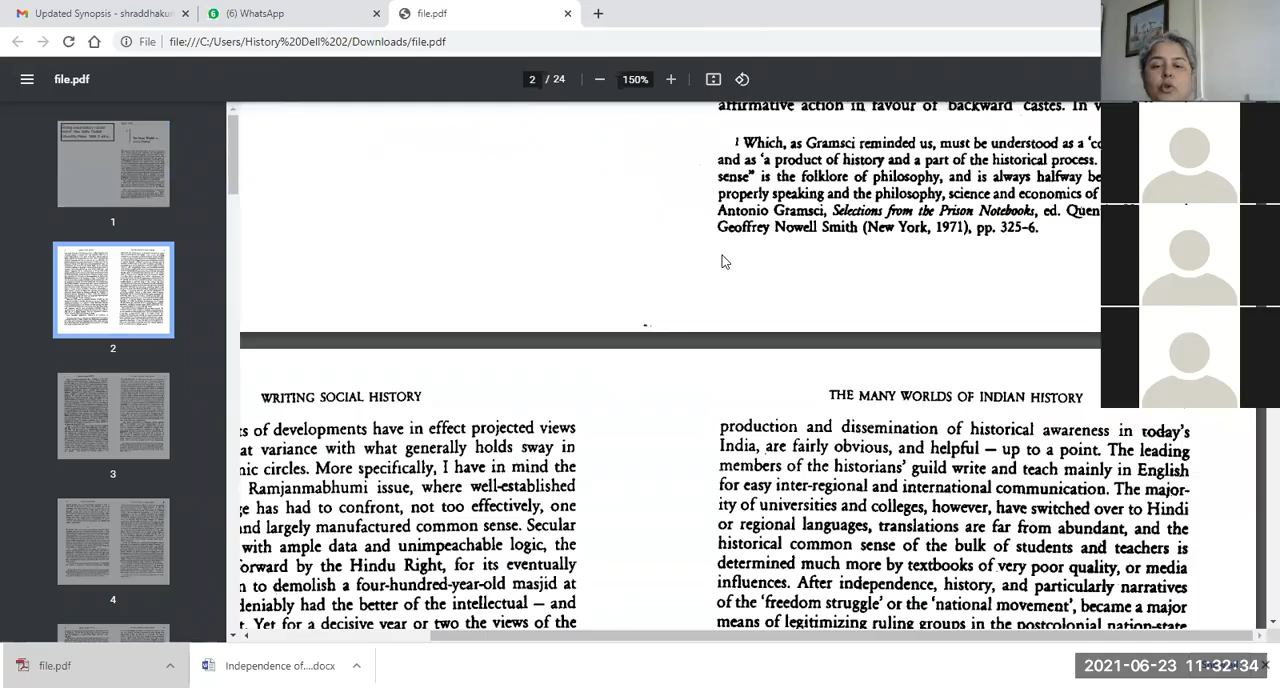 Updated Synopsis - shraddhakum
(6) WhatsApp
file.pdf
File
file:///C:/Users/History%20Dell%202/Downloads/file.pdf
file.pdf
2 / 24
150%
1
2
3
4
affirmative action in favour of 'backward' castes. In
1 Which, as Gramsci reminded us, must be understood as a
and as 'a product of history and a part of the historical process.
sense" is the folklore of philosophy, and is always halfway
properly speaking and the philosophy, science and economics of
Antonio Gramsci, Selections from the Prison Notebooks, ed.
Geoffrey Nowell Smith (New York, 1971), pp. 325-6.
WRITING SOCIAL HISTORY
of developments have in effect projected views
at variance with what generally holds sway in
circles. More specifically, I have in mind the
Ramjanmabhumi issue, where well-established
has had to confront, not too effectively, one
and largely manufactured common sense. Secular
with ample data and unimpeachable logic, the
forward by the Hindu Right, for its eventually
to demolish a four-hundred-year-old masjid at
had the better of the intellectual – and
Yet for a decisive year or two the views of the
THE MANY WORLDS OF INDIAN HISTORY
production and dissemination of historical awareness in today's
India, are fairly obvious, and helpful – up to a point. The leading
members of the historians' guild write and teach mainly in English
for easy inter-regional and international communication. The major-
ity of universities and colleges, however, have switched over to Hindi
or regional languages, translations are far from abundant, and the
historical common sense of the bulk of students and teachers is
determined much more by textbooks of very poor quality, or media
influences. After independence, history, and particularly narratives
of the 'freedom struggle' or the 'national movement', became a major
means of legitimizing ruling groups in the postcolonial nation-state
file.pdf
Independence of....docx
2021-06-23 11:32:34